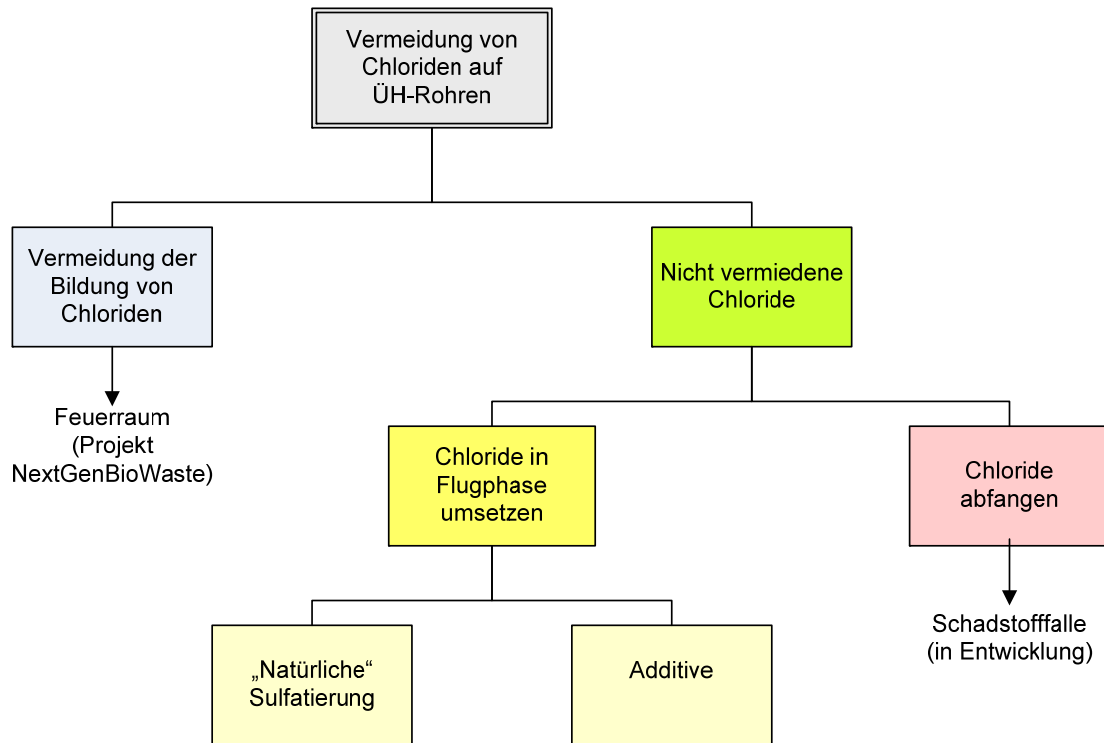 Vermeidung von
Chloriden auf
ÜH-Rohren
Vermeidung der
Bildung von
Chloriden
Nicht vermiedene
Chloride
Feuerraum
(Projekt
NextGenBioWaste)
Chloride in
Flugphase
umsetzen
Chloride
abfangen
„Natürliche“
Sulfatierung
Additive
Schadstofffalle
(in Entwicklung)